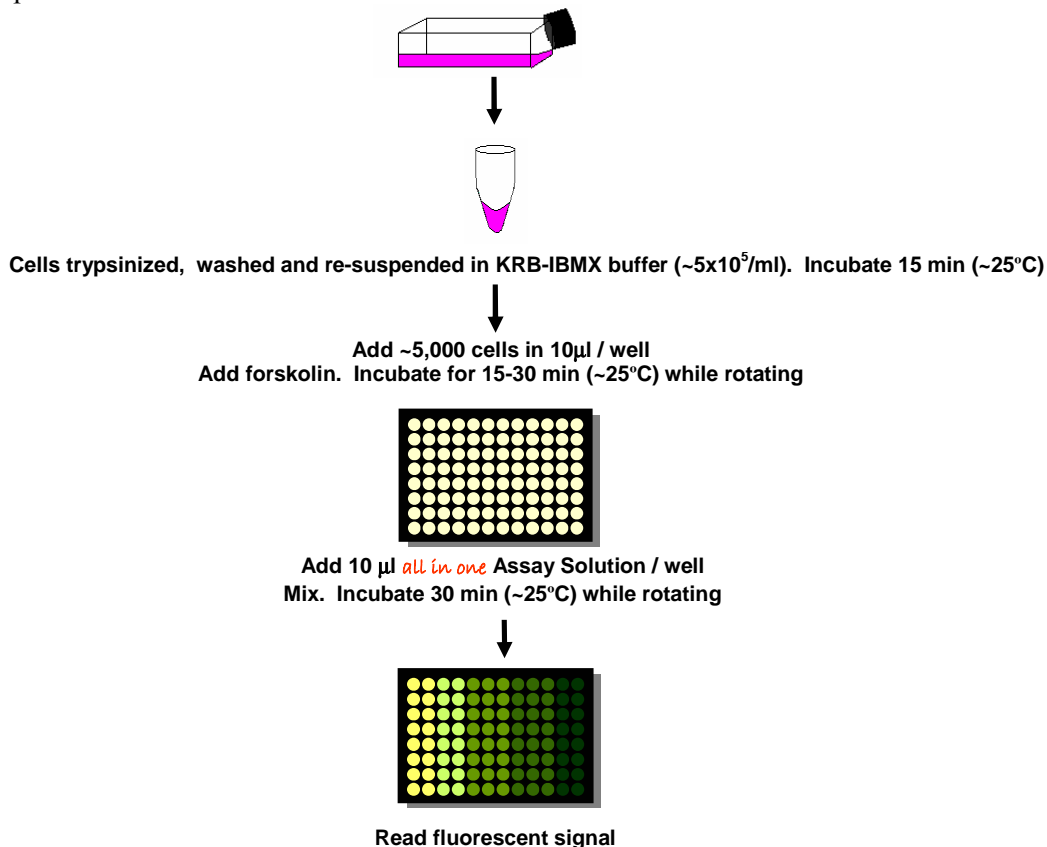 Cells trypsinized, washed and re-suspended in KRB-IBMX buffer (~5x10⁵/ml). Incubate 15 min (~25ºC)
Add ~5,000 cells in 10µl / well
Add forskolin. Incubate for 15-30 min (~25ºC) while rotating
Add 10 µl all in one Assay Solution / well
Mix. Incubate 30 min (~25ºC) while rotating
Read fluorescent signal